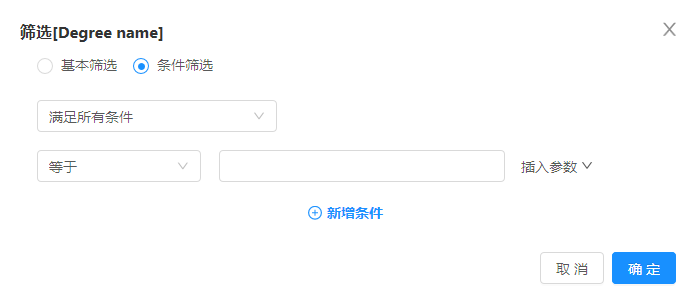 筛选[Degree name]
基本筛选 条件筛选
满足所有条件
等于 插入参数
新增条件
取 消 确 定